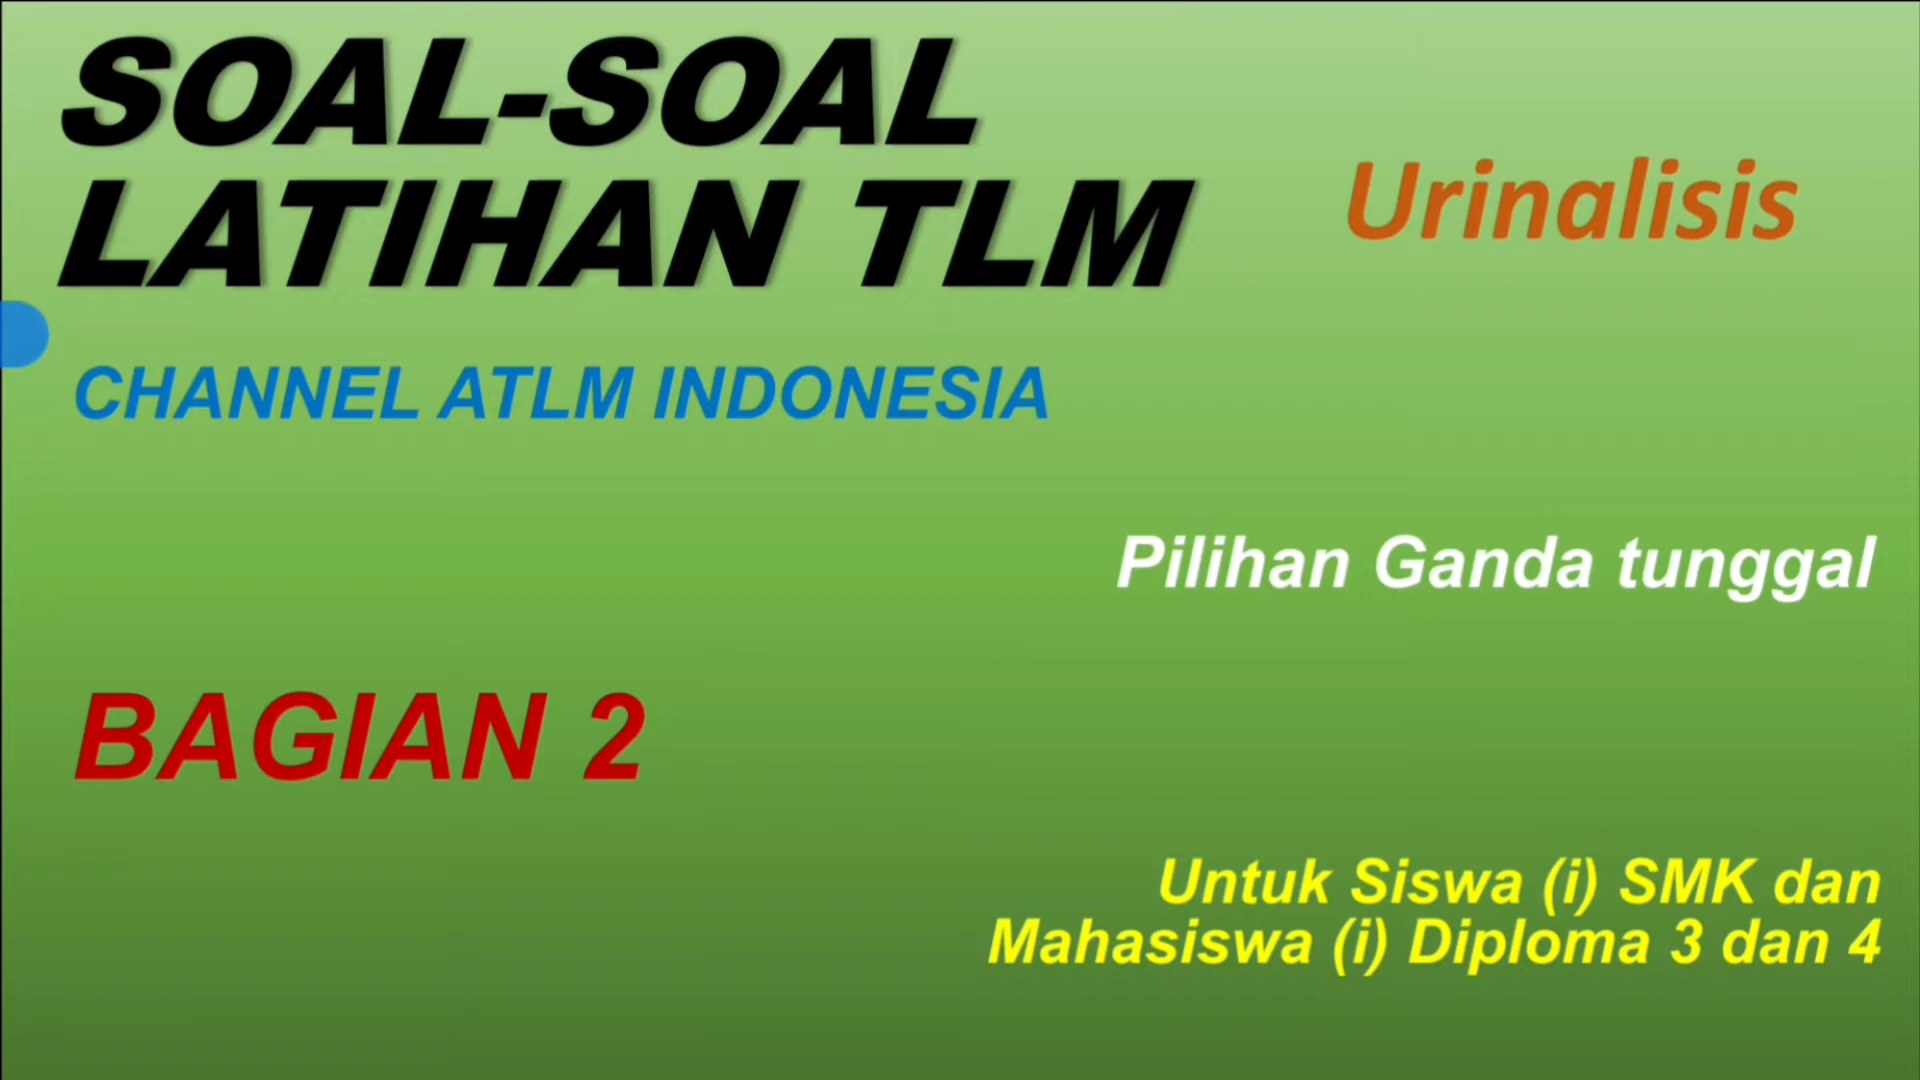 SOAL-SOAL
LATIHAN TLM
Urinalisis
CHANNEL ATLM INDONESIA
Pilihan Ganda tunggal
BAGIAN 2
Untuk Siswa (i) SMK dan
Mahasiswa (i) Diploma 3 dan 4